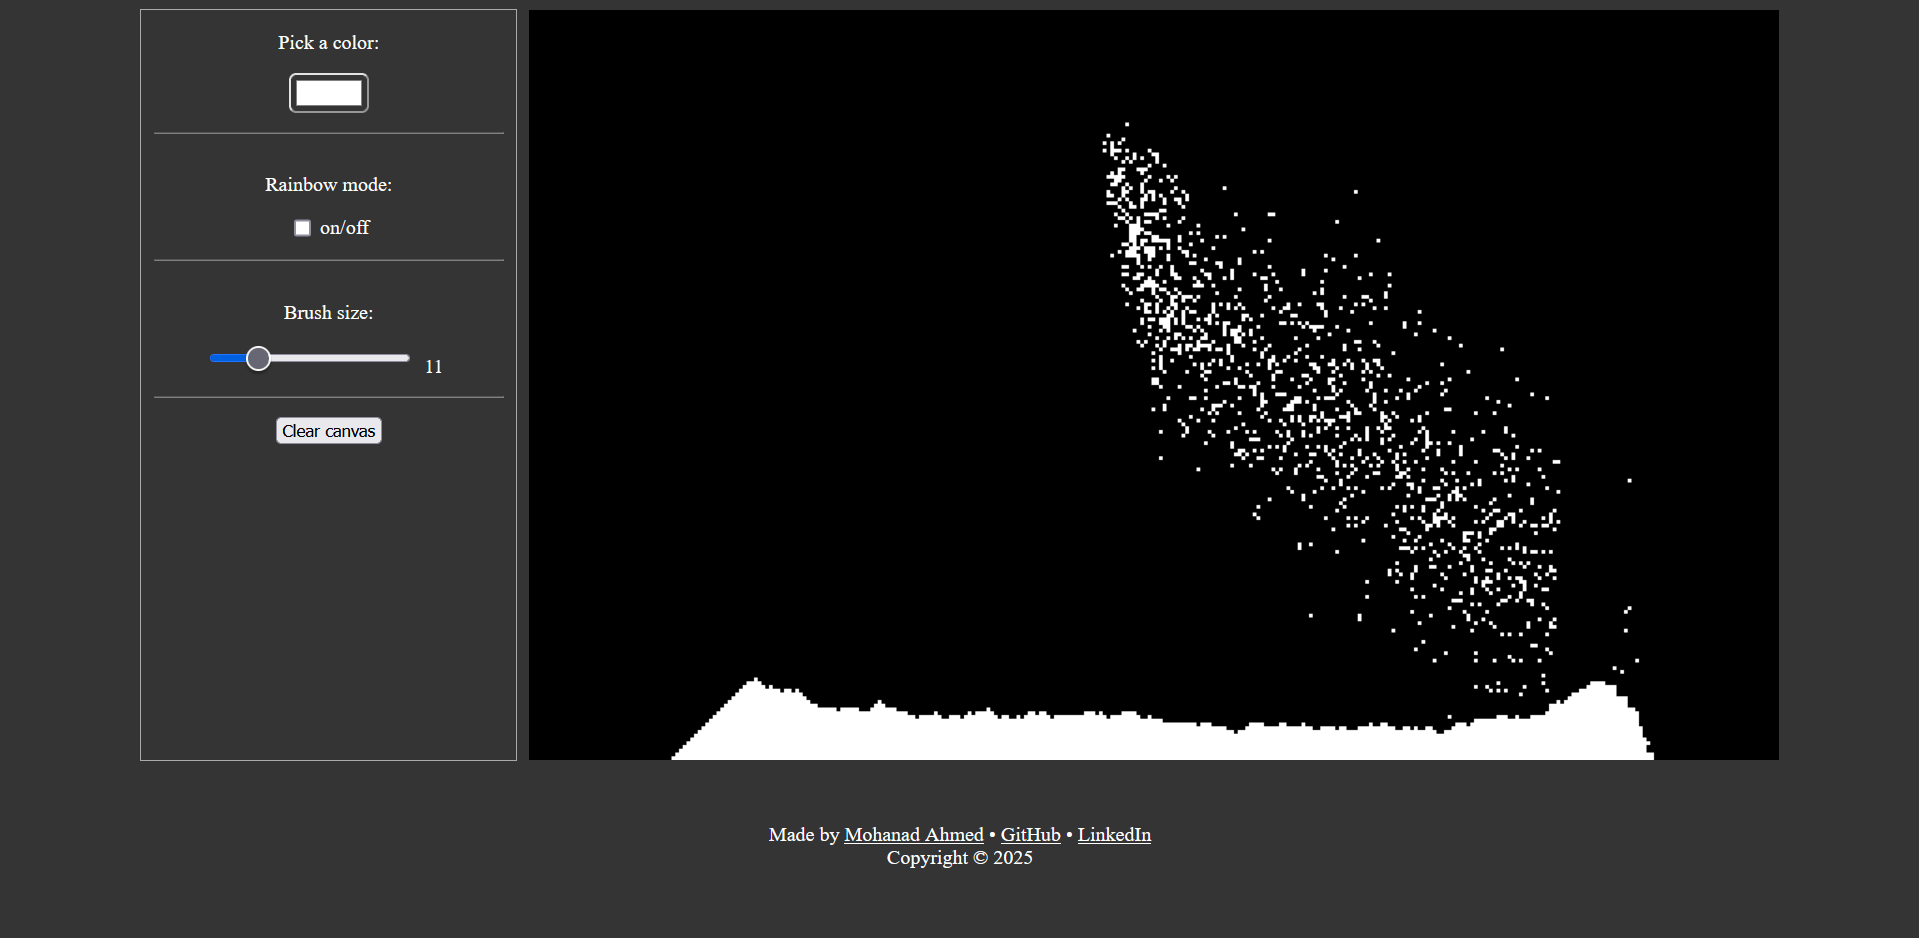 Pick a color:
Rainbow mode:
on/off
Brush size:
11
Clear canvas
Made by Mohanad Ahmed • GitHub • LinkedIn
Copyright © 2025